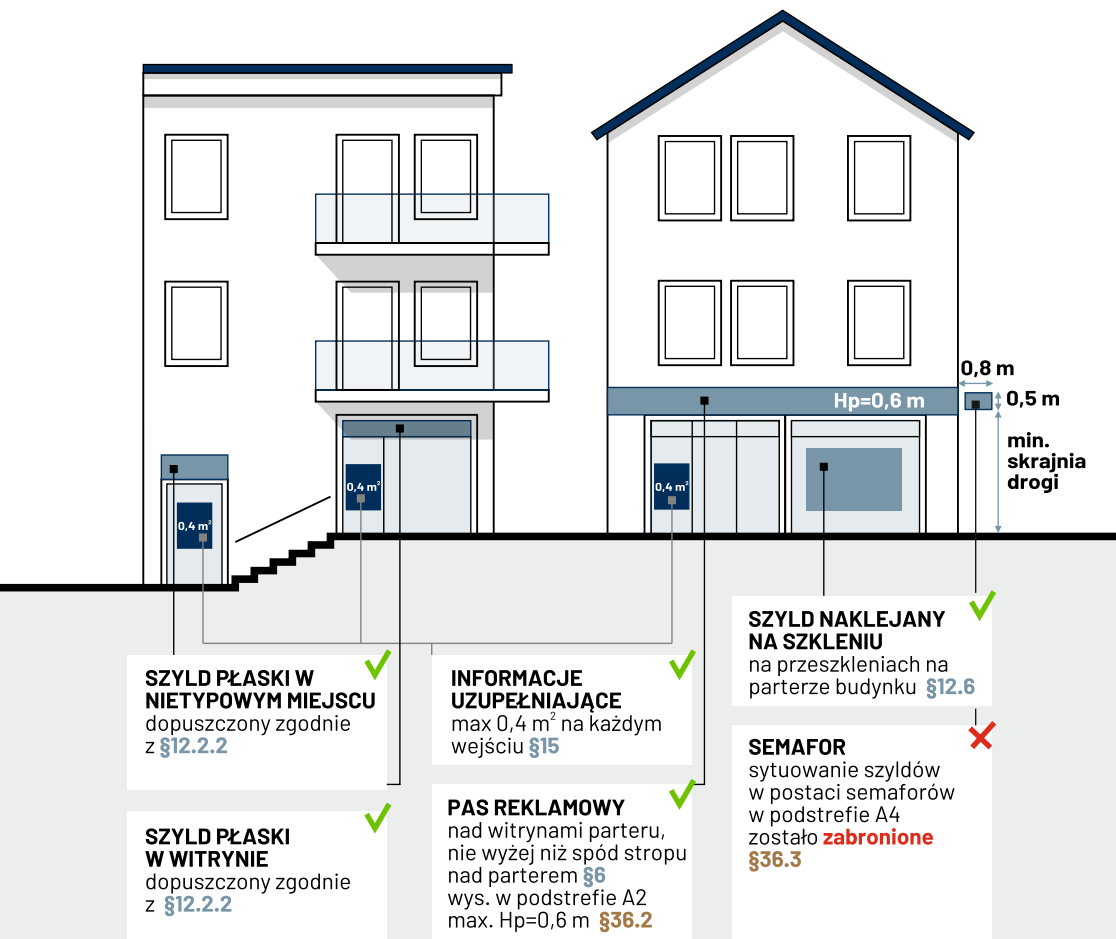 0,8 m
Hp=0,6 m
0,5 m
min.
skrajnia
drogi
0,4 m²
0,4 m²
0,4 m²
SZYLD PŁASKI W
NIETYPOWYM MIEJSCU
dopuszczony zgodnie
z §12.2.2
SZYLD PŁASKI
W WITRYNIE
dopuszczony zgodnie
z §12.2.2
INFORMACJE
UZUPEŁNIAJĄCE
max 0,4 m² na każdym
wejściu §15
PAS REKLAMOWY
nad witrynami parteru,
nie wyżej niż spód stropu
nad parterem §6
wys. w podstrefie A2
max. Hp=0,6 m §36.2
SZYLD NAKLEJANY
NA SZKLENIU
na przeszkleniach na
parterze budynku §12.6
SEMAFOR
sytuowanie szyldów
w postaci semaforów
w podstrefie A4
zostało zabronione
§36.3